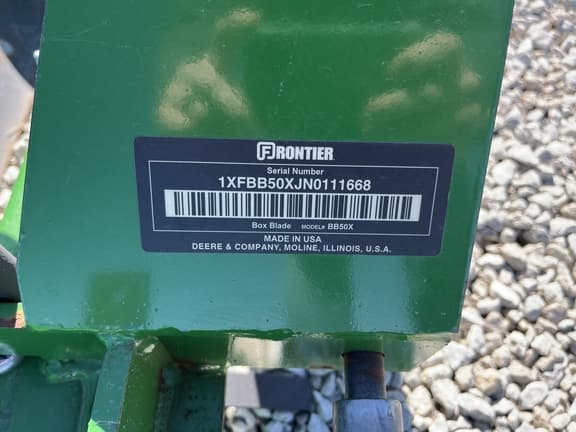 FRONTIER
Serial Number
1XFBB50XJN0111668
Box Blade MODEL# BB50X
MADE IN USA
DEERE & COMPANY, MOLINE, ILLINOIS, U.S.A.